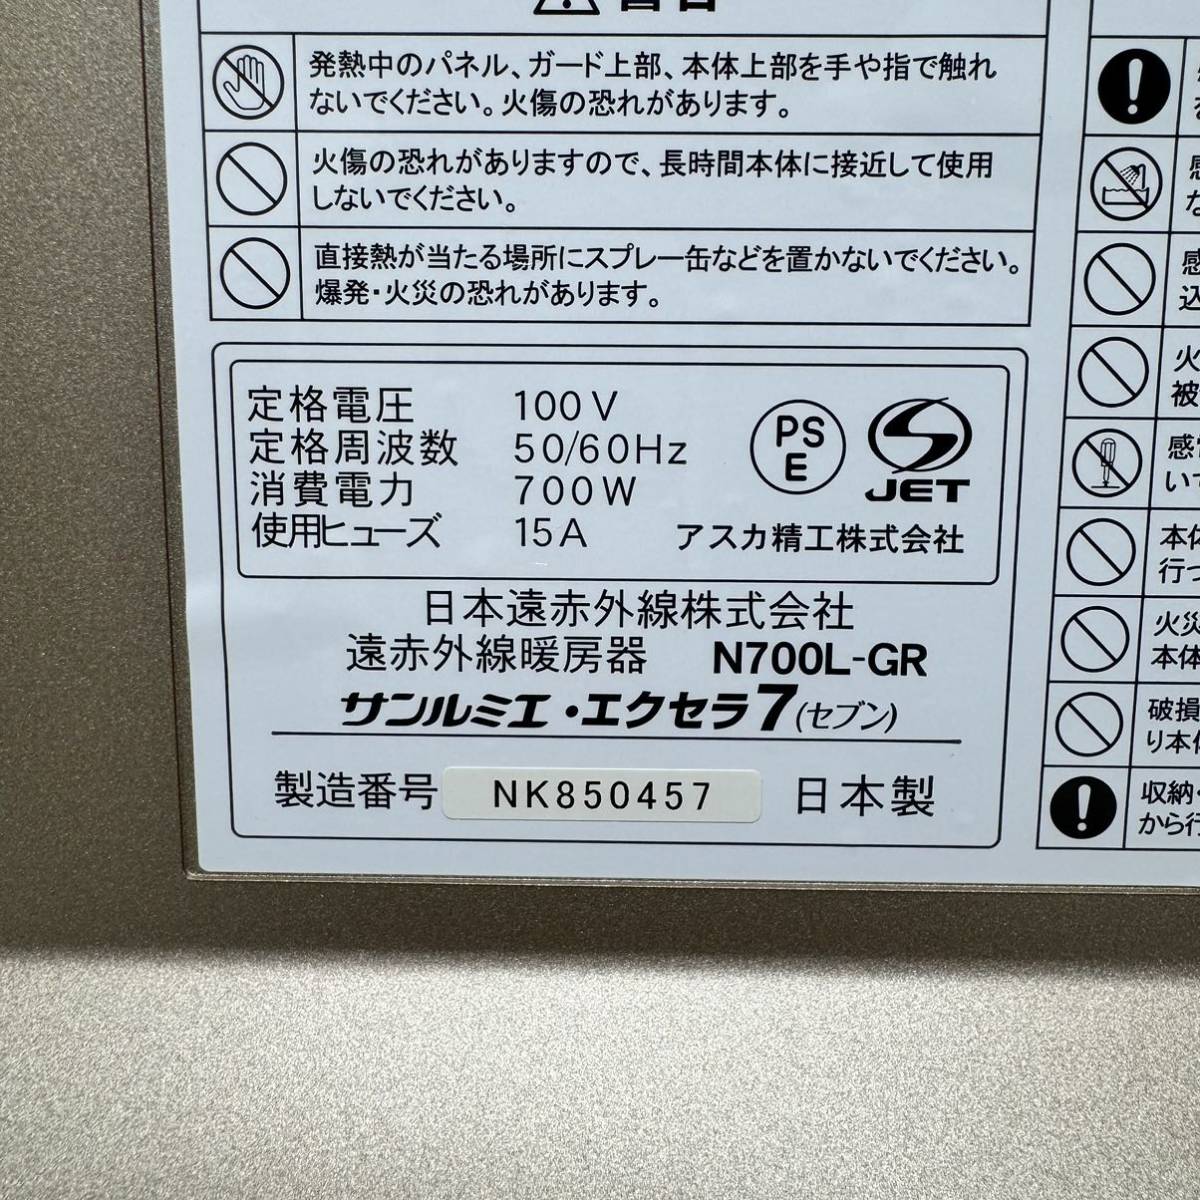 警告
発熱中のパネル、ガード上部、本体上部を手や指で触れ
ないでください。火傷の恐れがあります。
火傷の恐れがありますので、長時間本体に接近して使用
しないでください。
直接熱が当たる場所にスプレー缶などを置かないでください。
爆発・火災の恐れがあります。
定格電圧 100V
定格周波数 50/60Hz
消費電力 700W
使用ヒューズ 15A
PS
E
JET
アスカ精工株式会社
日本遠赤外線株式会社
遠赤外線暖房器 N700L-GR
サンルミエ・エクセラ7(セブン)
製造番号 NK850457 日本製
感
な
感
込
火
被
感電
いて
本体
行っ
火災
本体
破損
り本体
収納・
から行